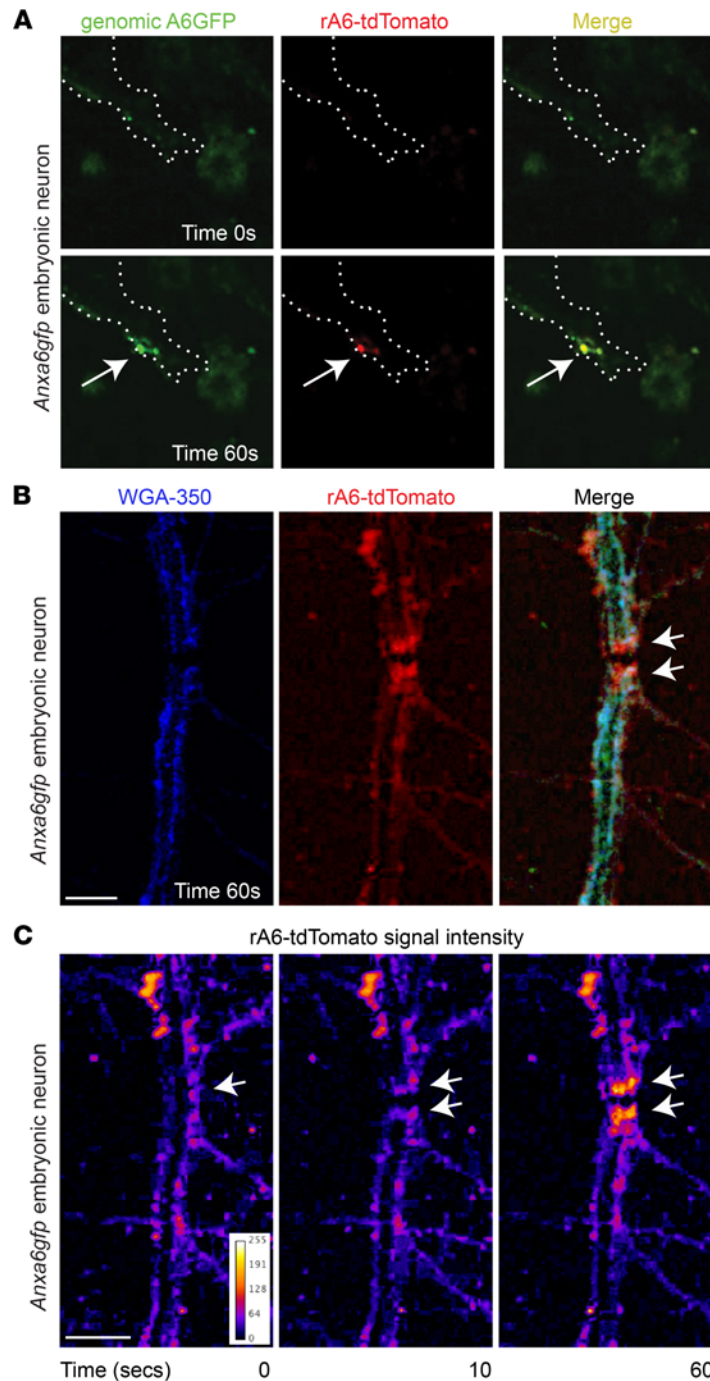 A
genomic A6GFP rA6-tdTomato Merge
Anxa6gfp embryonic neuron
Time 0s
Time 60s
B
WGA-350 rA6-tdTomato Merge
Anxa6gfp embryonic neuron
Time 60s
C
rA6-tdTomato signal intensity
Anxa6gfp embryonic neuron
255
191
128
64
0
Time (secs) 0 10 60